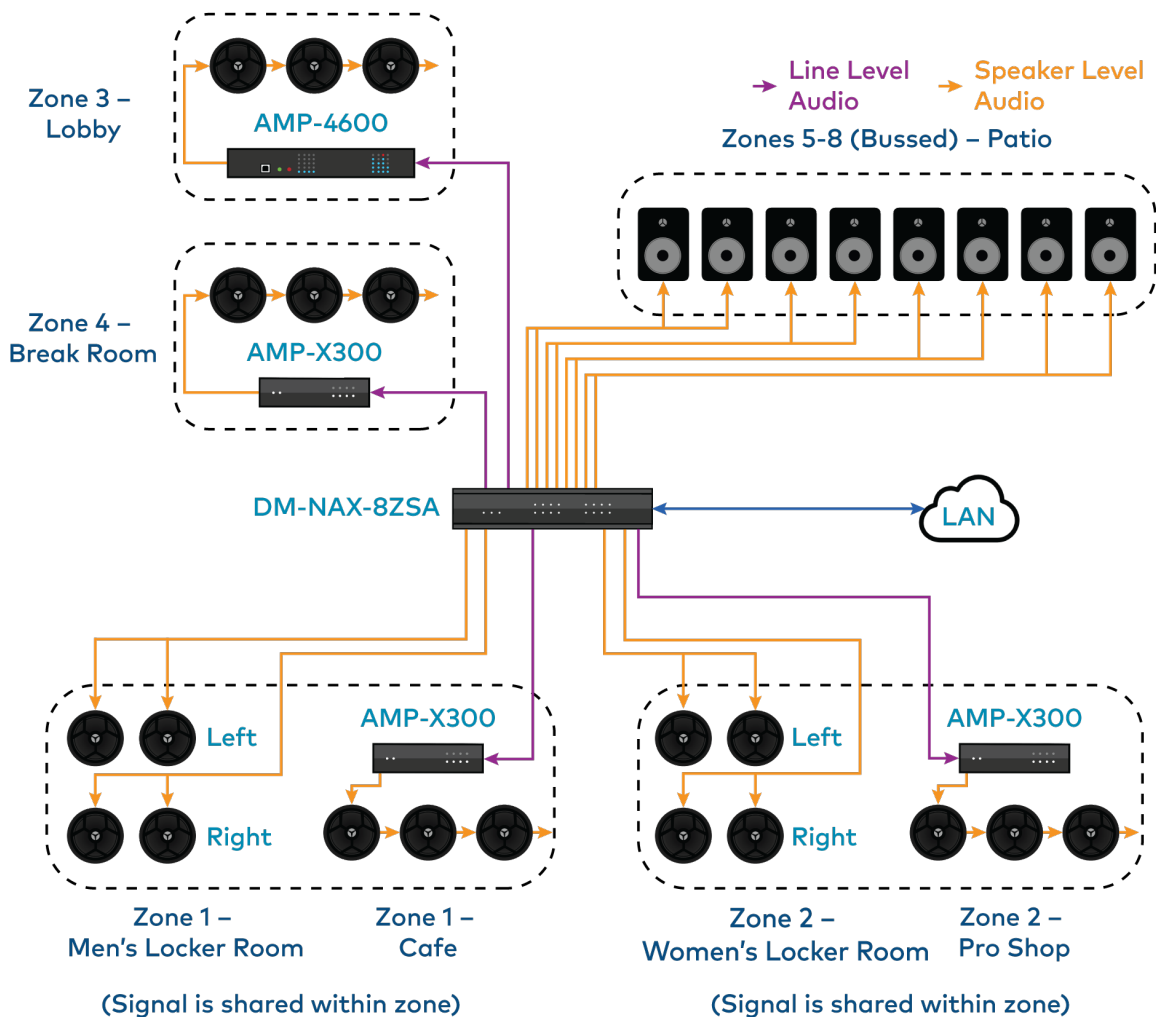 Zone 3 –
Lobby
AMP-4600
Line Level
Audio
Speaker Level
Audio
Zones 5-8 (Bussed) – Patio
Zone 4 –
Break Room
AMP-X300
DM-NAX-8ZSA
LAN
Left
Right
AMP-X300
Left
Right
AMP-X300
Zone 1 –
Men’s Locker Room
Zone 1 –
Cafe
Zone 2 –
Women’s Locker Room
Zone 2 –
Pro Shop
(Signal is shared within zone)
(Signal is shared within zone)